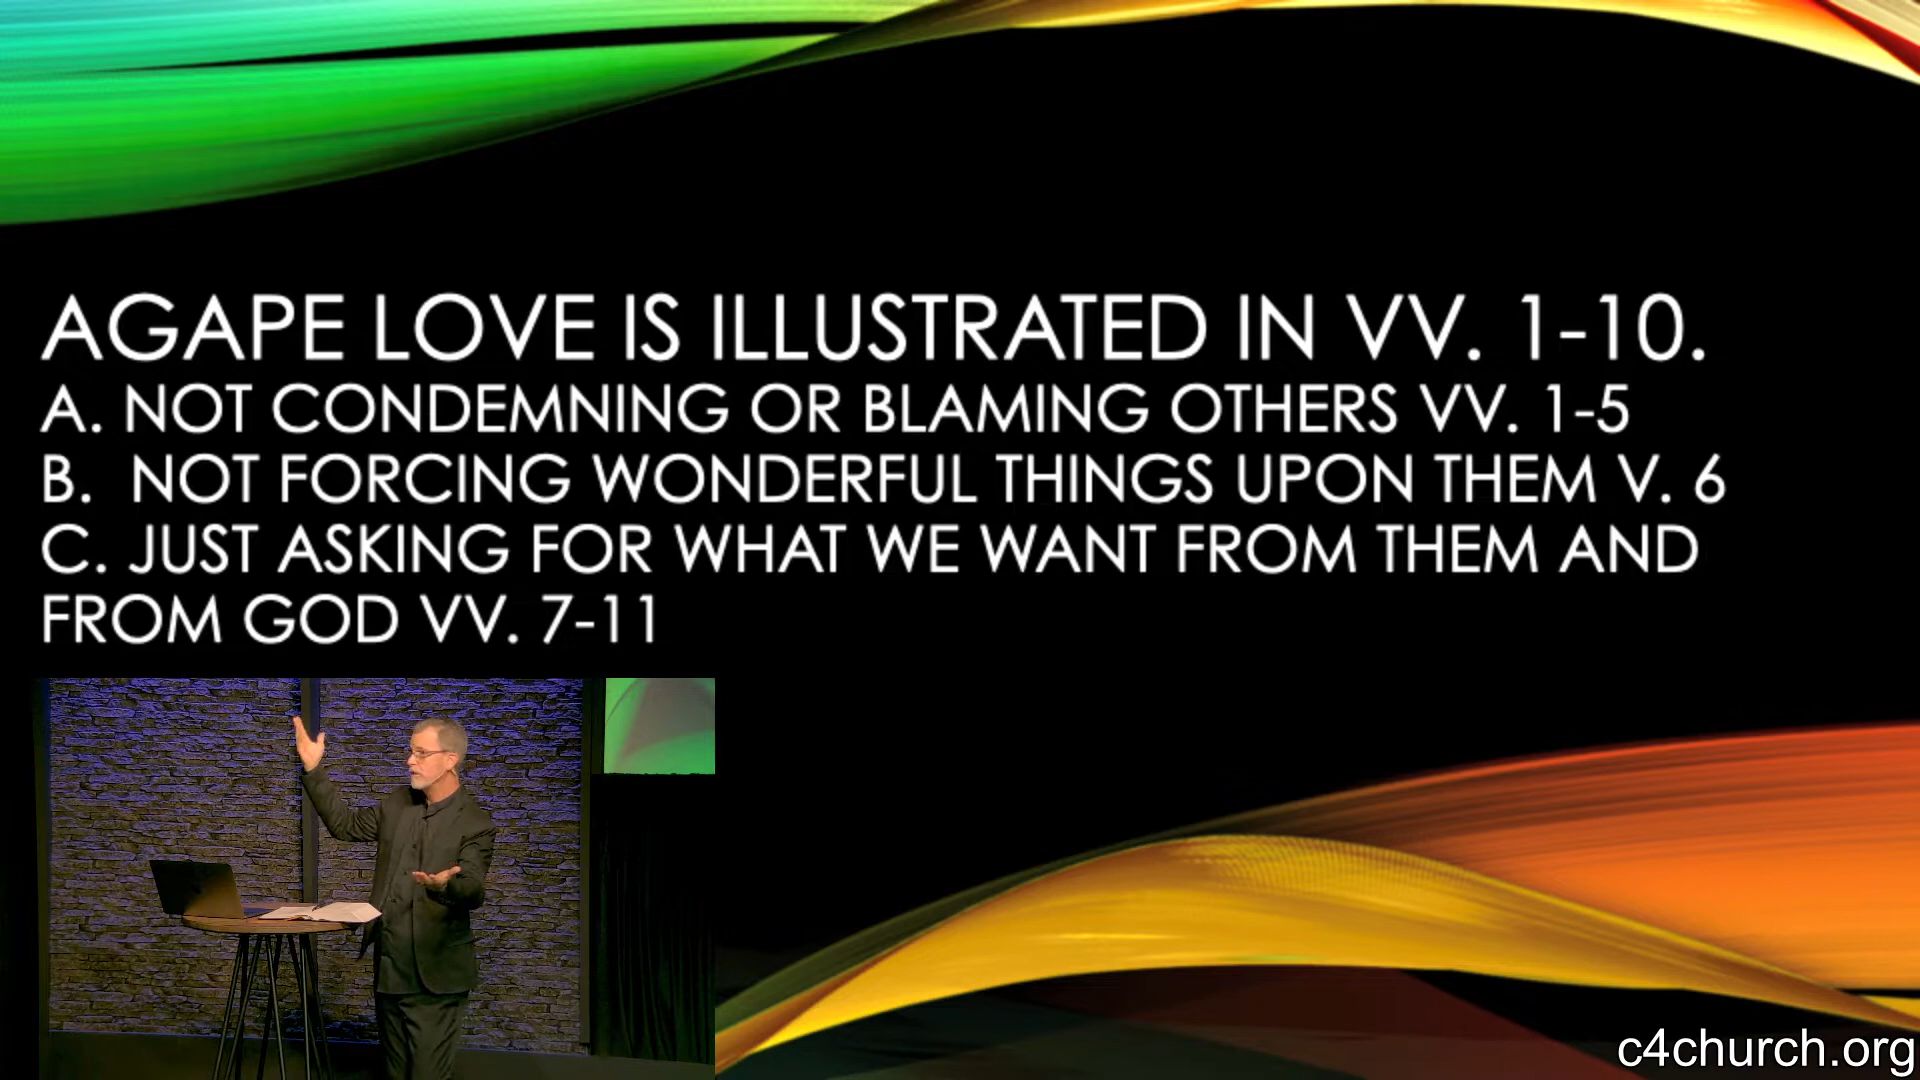 AGAPE LOVE IS ILLUSTRATED IN VV. 1-10.
A. NOT CONDEMNING OR BLAMING OTHERS VV. 1-5
B. NOT FORCING WONDERFUL THINGS UPON THEM V. 6
C. JUST ASKING FOR WHAT WE WANT FROM THEM AND
FROM GOD VV. 7-11
c4church.org